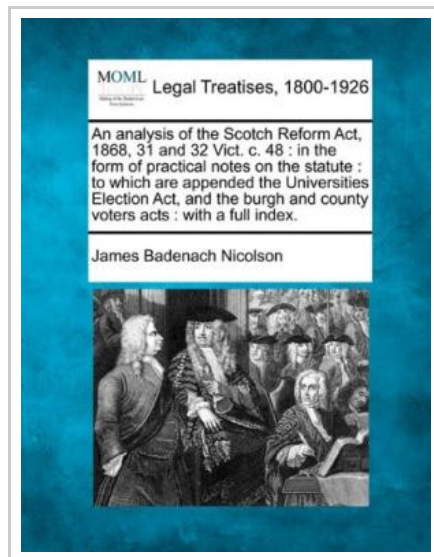 MOML
Legal Treatises, 1800-1926
An analysis of the Scotch Reform Act,
1868, 31 and 32 Vict. c. 48 : in the
form of practical notes on the statute :
to which are appended the Universities
Election Act, and the burgh and county
voters acts : with a full index.
James Badenach Nicolson